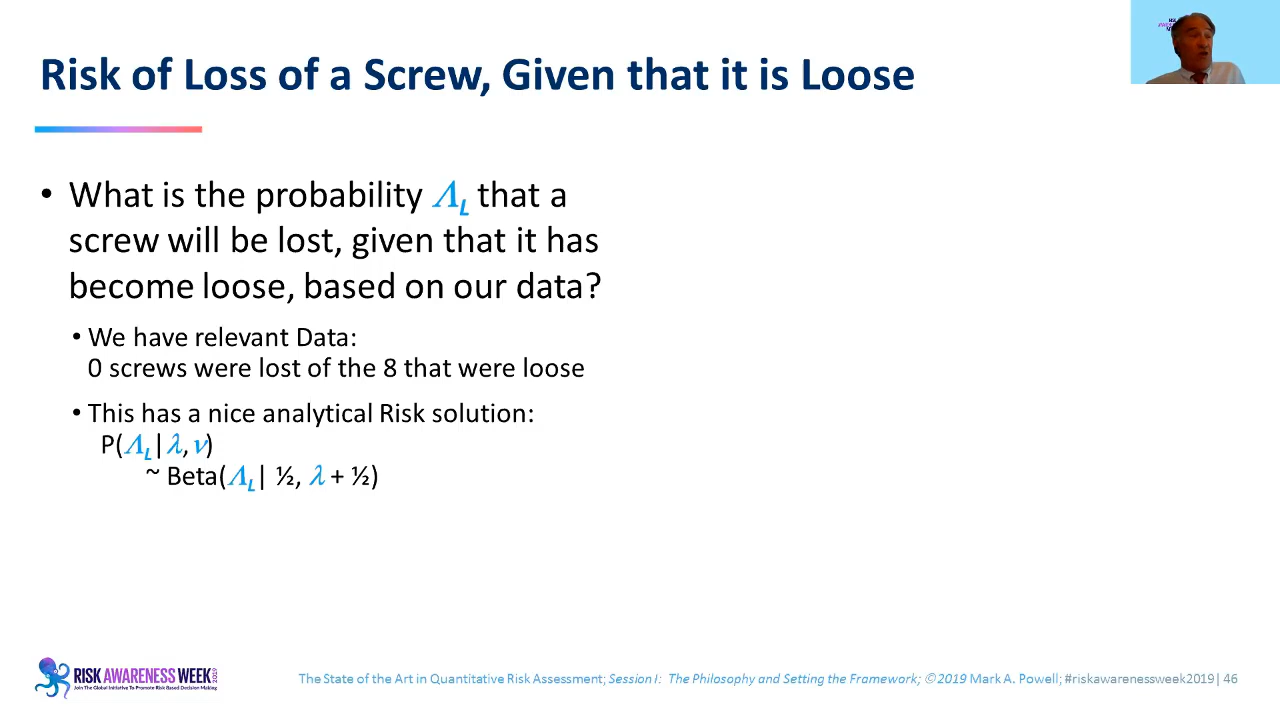 Risk of Loss of a Screw, Given that it is Loose
• What is the probability Λ_L that a
screw will be lost, given that it has
become loose, based on our data?
• We have relevant Data:
0 screws were lost of the 8 that were loose
• This has a nice analytical Risk solution:
P(Λ_L|λ,ν)
~ Beta(Λ_L| ½, λ + ½)
RISK AWARENESS WEEK 2019
Join The Global Initiative To Promote Risk Based Decision Making
The State of the Art in Quantitative Risk Assessment; Session I: The Philosophy and Setting the Framework; ©2019 Mark A. Powell; #riskawarenessweek2019| 46